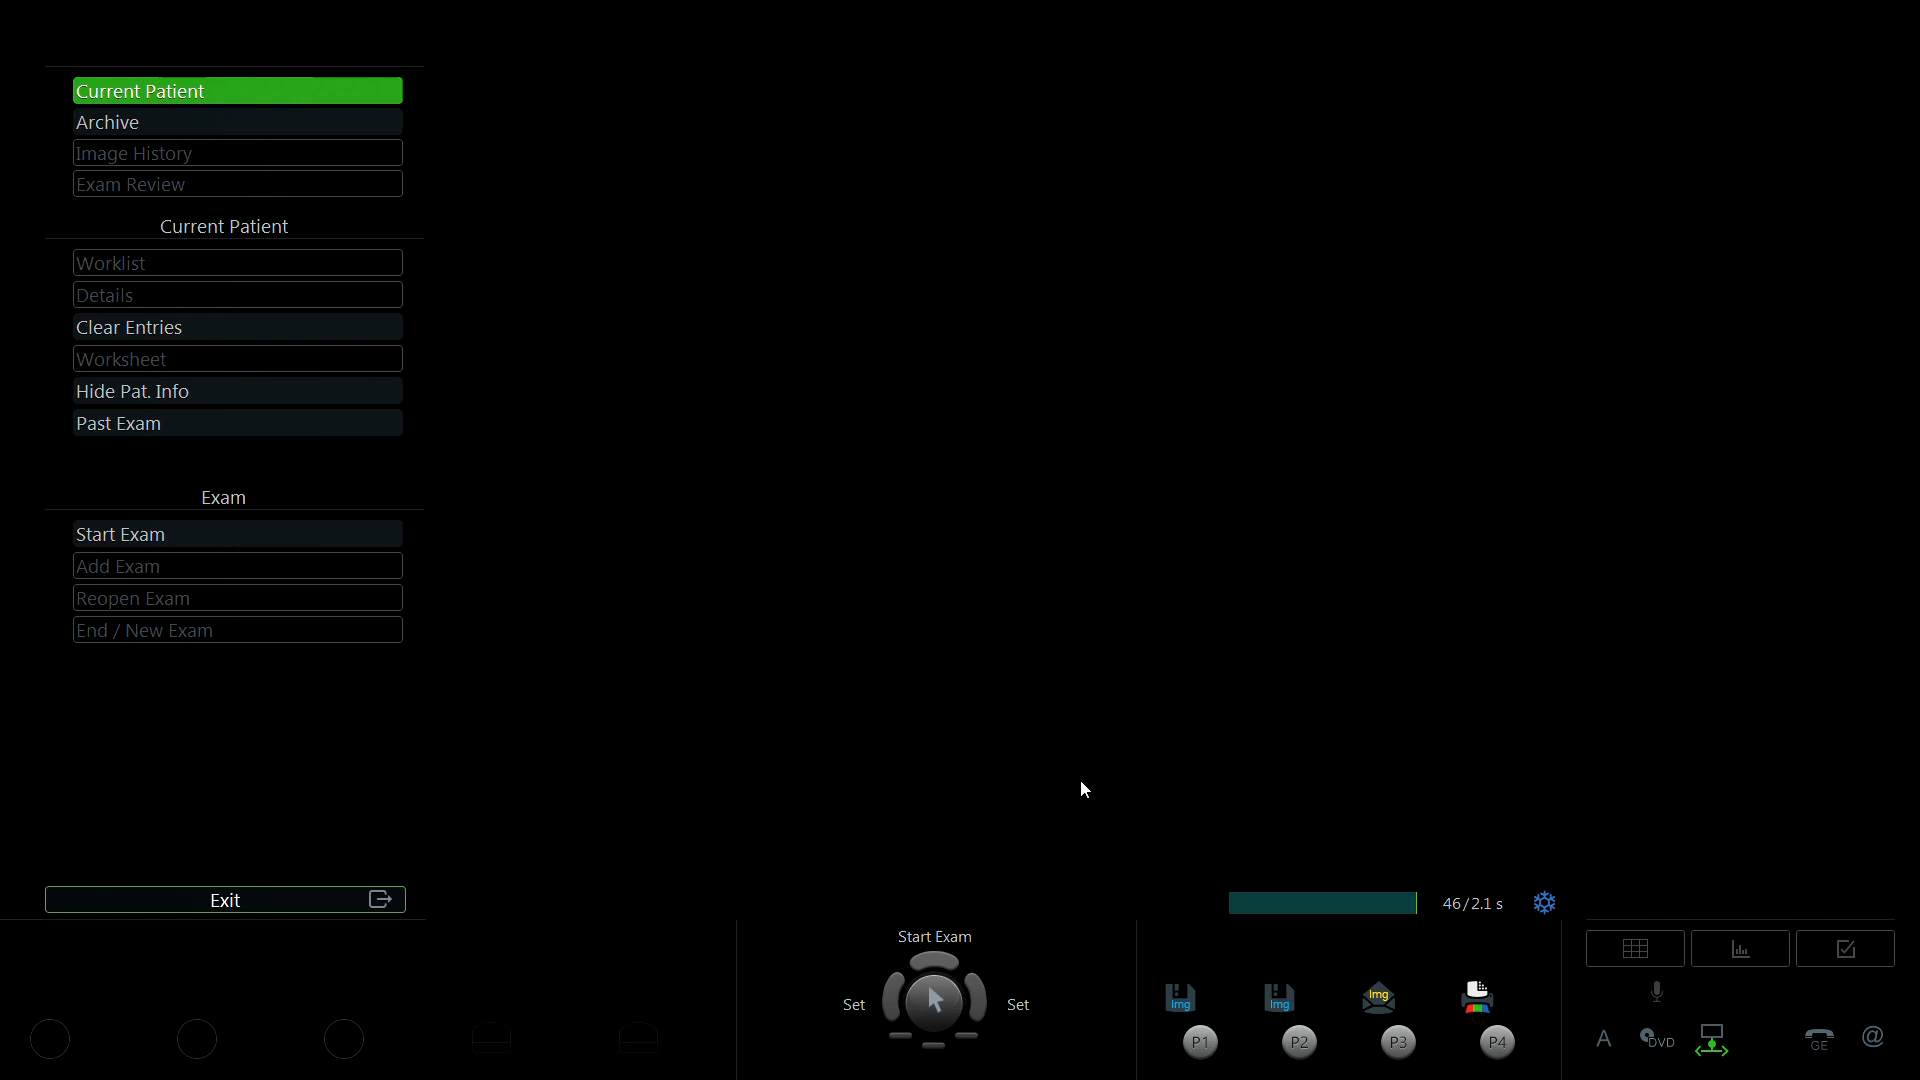 Current Patient
Archive
Image History
Exam Review
Current Patient
Worklist
Details
Clear Entries
Worksheet
Hide Pat. Info
Past Exam
Exam
Start Exam
Add Exam
Reopen Exam
End / New Exam
Exit
46/2.1 s
Start Exam
Set
Set
Img
Img
Img
P1
P2
P3
P4
A
DVD
GE
@